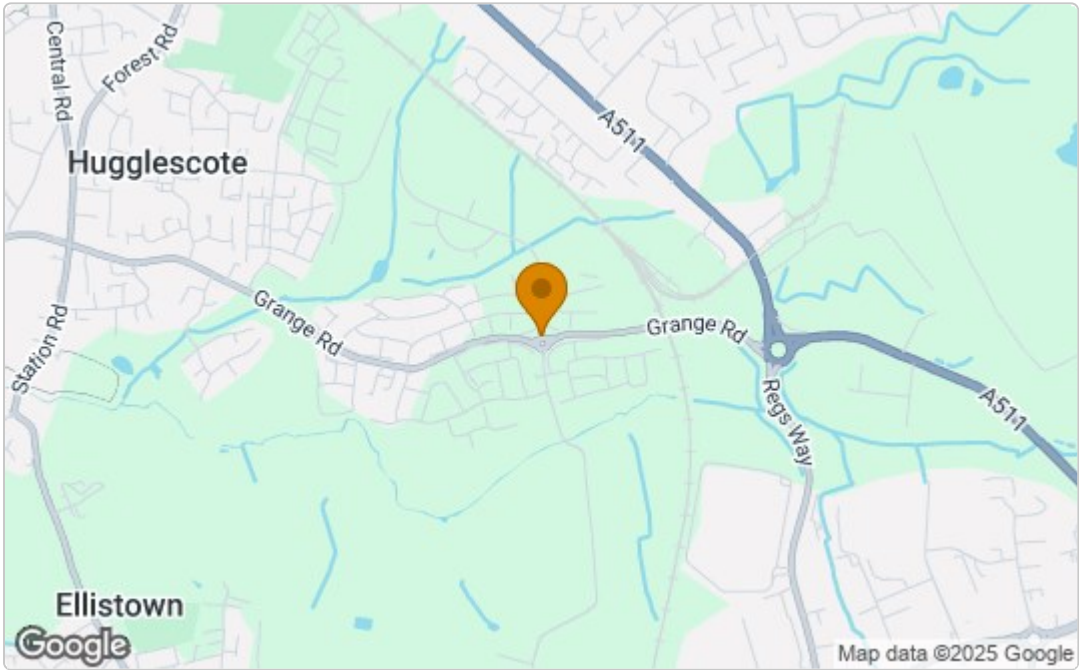 Central Rd
Forest Rd
A511
Hugglescote
Grange Rd
Grange Rd
Station Rd
Regs Way
A511
Ellistown
Google
Map data ©2025 Google